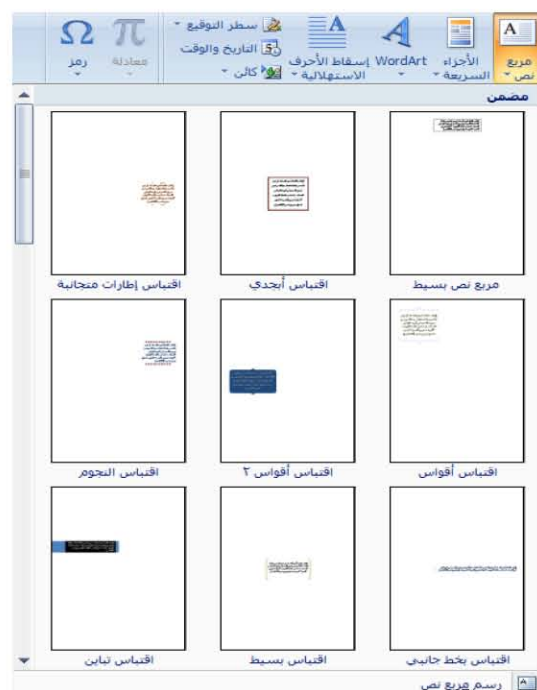 مربع نص
الأجزاء السريعة
WordArt
إسقاط الأحرف الاستهلالية
سطر التوقيع
التاريخ والوقت
كائن
معادلة
رمز
مضمن
مربع نص بسيط
اقتباس أبجدي
اقتباس إطارات متجانبة
اقتباس أقواس
اقتباس أقواس ٢
اقتباس النجوم
اقتباس بخط جانبي
اقتباس بسيط
اقتباس تباين
رسم مربع نص